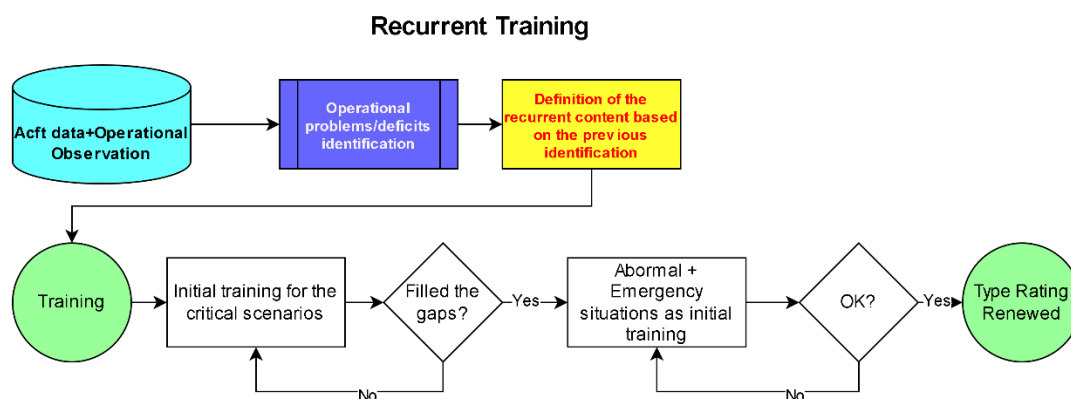 Recurrent Training
Acft data+Operational
Observation
Operational
problems/deficits
identification
Definition of the
recurrent content based
on the previous
identification
Training
Initial training for the
critical scenarios
Filled the
gaps?
Yes
No
Abormal +
Emergency
situations as initial
training
OK?
Yes
No
Type Rating
Renewed